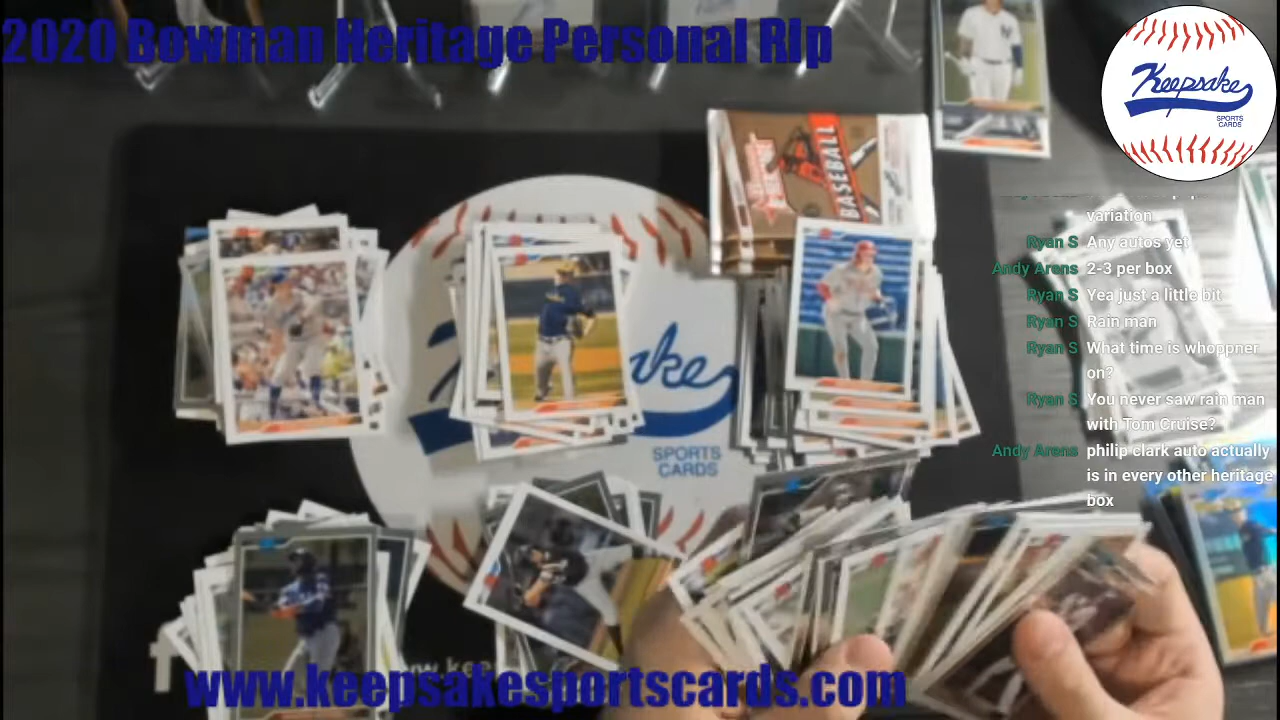 2020 Bowman Heritage Personal Rip
Keepsake
SPORTS
CARDS
BASEBALL
variation
Ryan S Any autos yet
Andy Arens 2-3 per box
Ryan S Yea just a little bit
Ryan S Rain man
Ryan S What time is whoppner
on?
Ryan S You never saw rain man
with Tom Cruise?
Andy Arens philip clark auto actually
is in every other heritage
box
ke
SPORTS
CARDS
www.keepsakesportscards.com